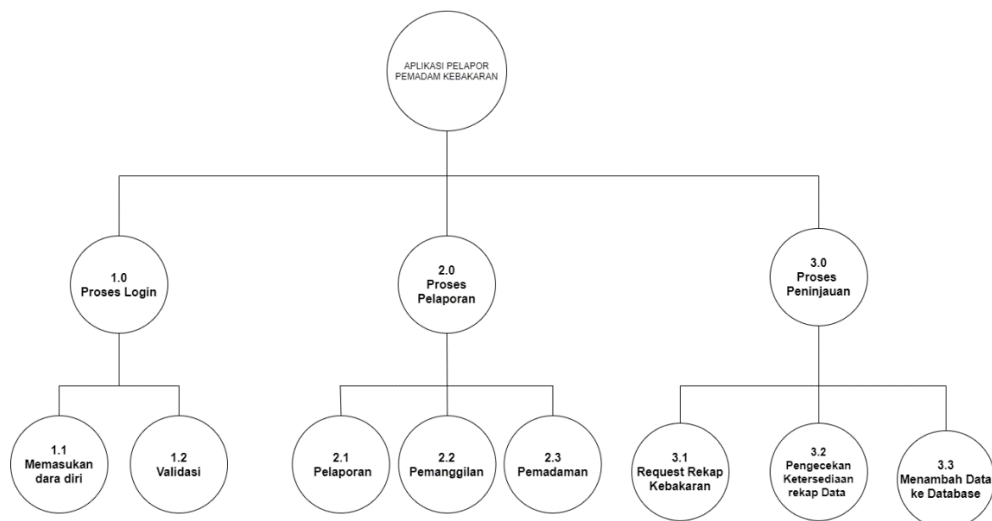 APLIKASI PELAPOR
PEMADAM KEBAKARAN
1.0
Proses Login
2.0
Proses
Pelaporan
3.0
Proses
Peninjauan
1.1
Memasukan
dara diri
1.2
Validasi
2.1
Pelaporan
2.2
Pemanggilan
2.3
Pemadaman
3.1
Request Rekap
Kebakaran
3.2
Pengecekan
Ketersediaan
rekap Data
3.3
Menambah Data
ke Database